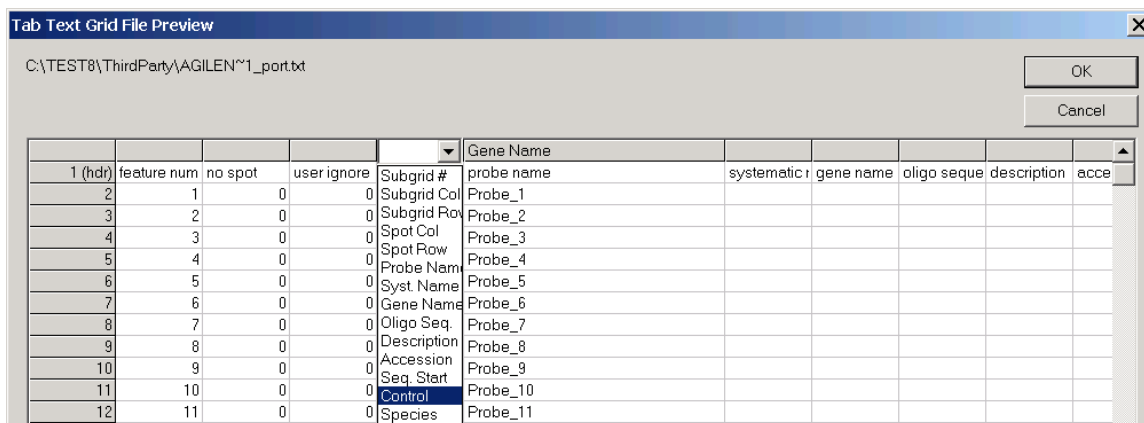 Tab Text Grid File Preview
C:\TEST8\ThirdParty\AGILEN~1_port.txt
OK
Cancel
Gene Name
1 (hdr) feature num no spot user ignore Subgrid # probe name systematic r gene name oligo seque description acce
2 1 0 0 Subgrid Col Probe_1
3 2 0 0 Subgrid Row Probe_2
4 3 0 0 Spot Col Probe_3
5 4 0 0 Spot Row Probe_4
Probe Name
6 5 0 0 Syst. Name Probe_5
7 6 0 0 Gene Name Probe_6
8 7 0 0 Oligo Seq. Probe_7
9 8 0 0 Description Probe_8
10 9 0 0 Accession Probe_9
Seq. Start
11 10 0 0 Control Probe_10
12 11 0 0 Species Probe_11